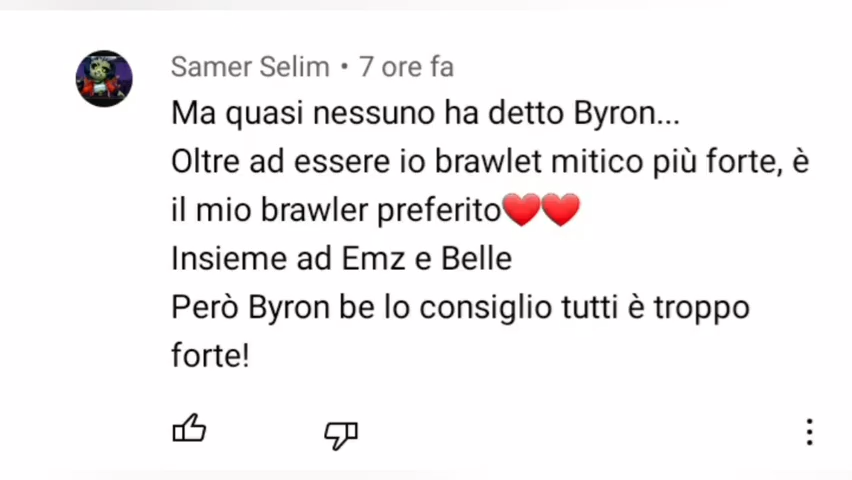 Samer Selim • 7 ore fa
Ma quasi nessuno ha detto Byron...
Oltre ad essere io brawlet mitico più forte, è
il mio brawler preferito❤️❤️
Insieme ad Emz e Belle
Però Byron be lo consiglio tutti è troppo
forte!